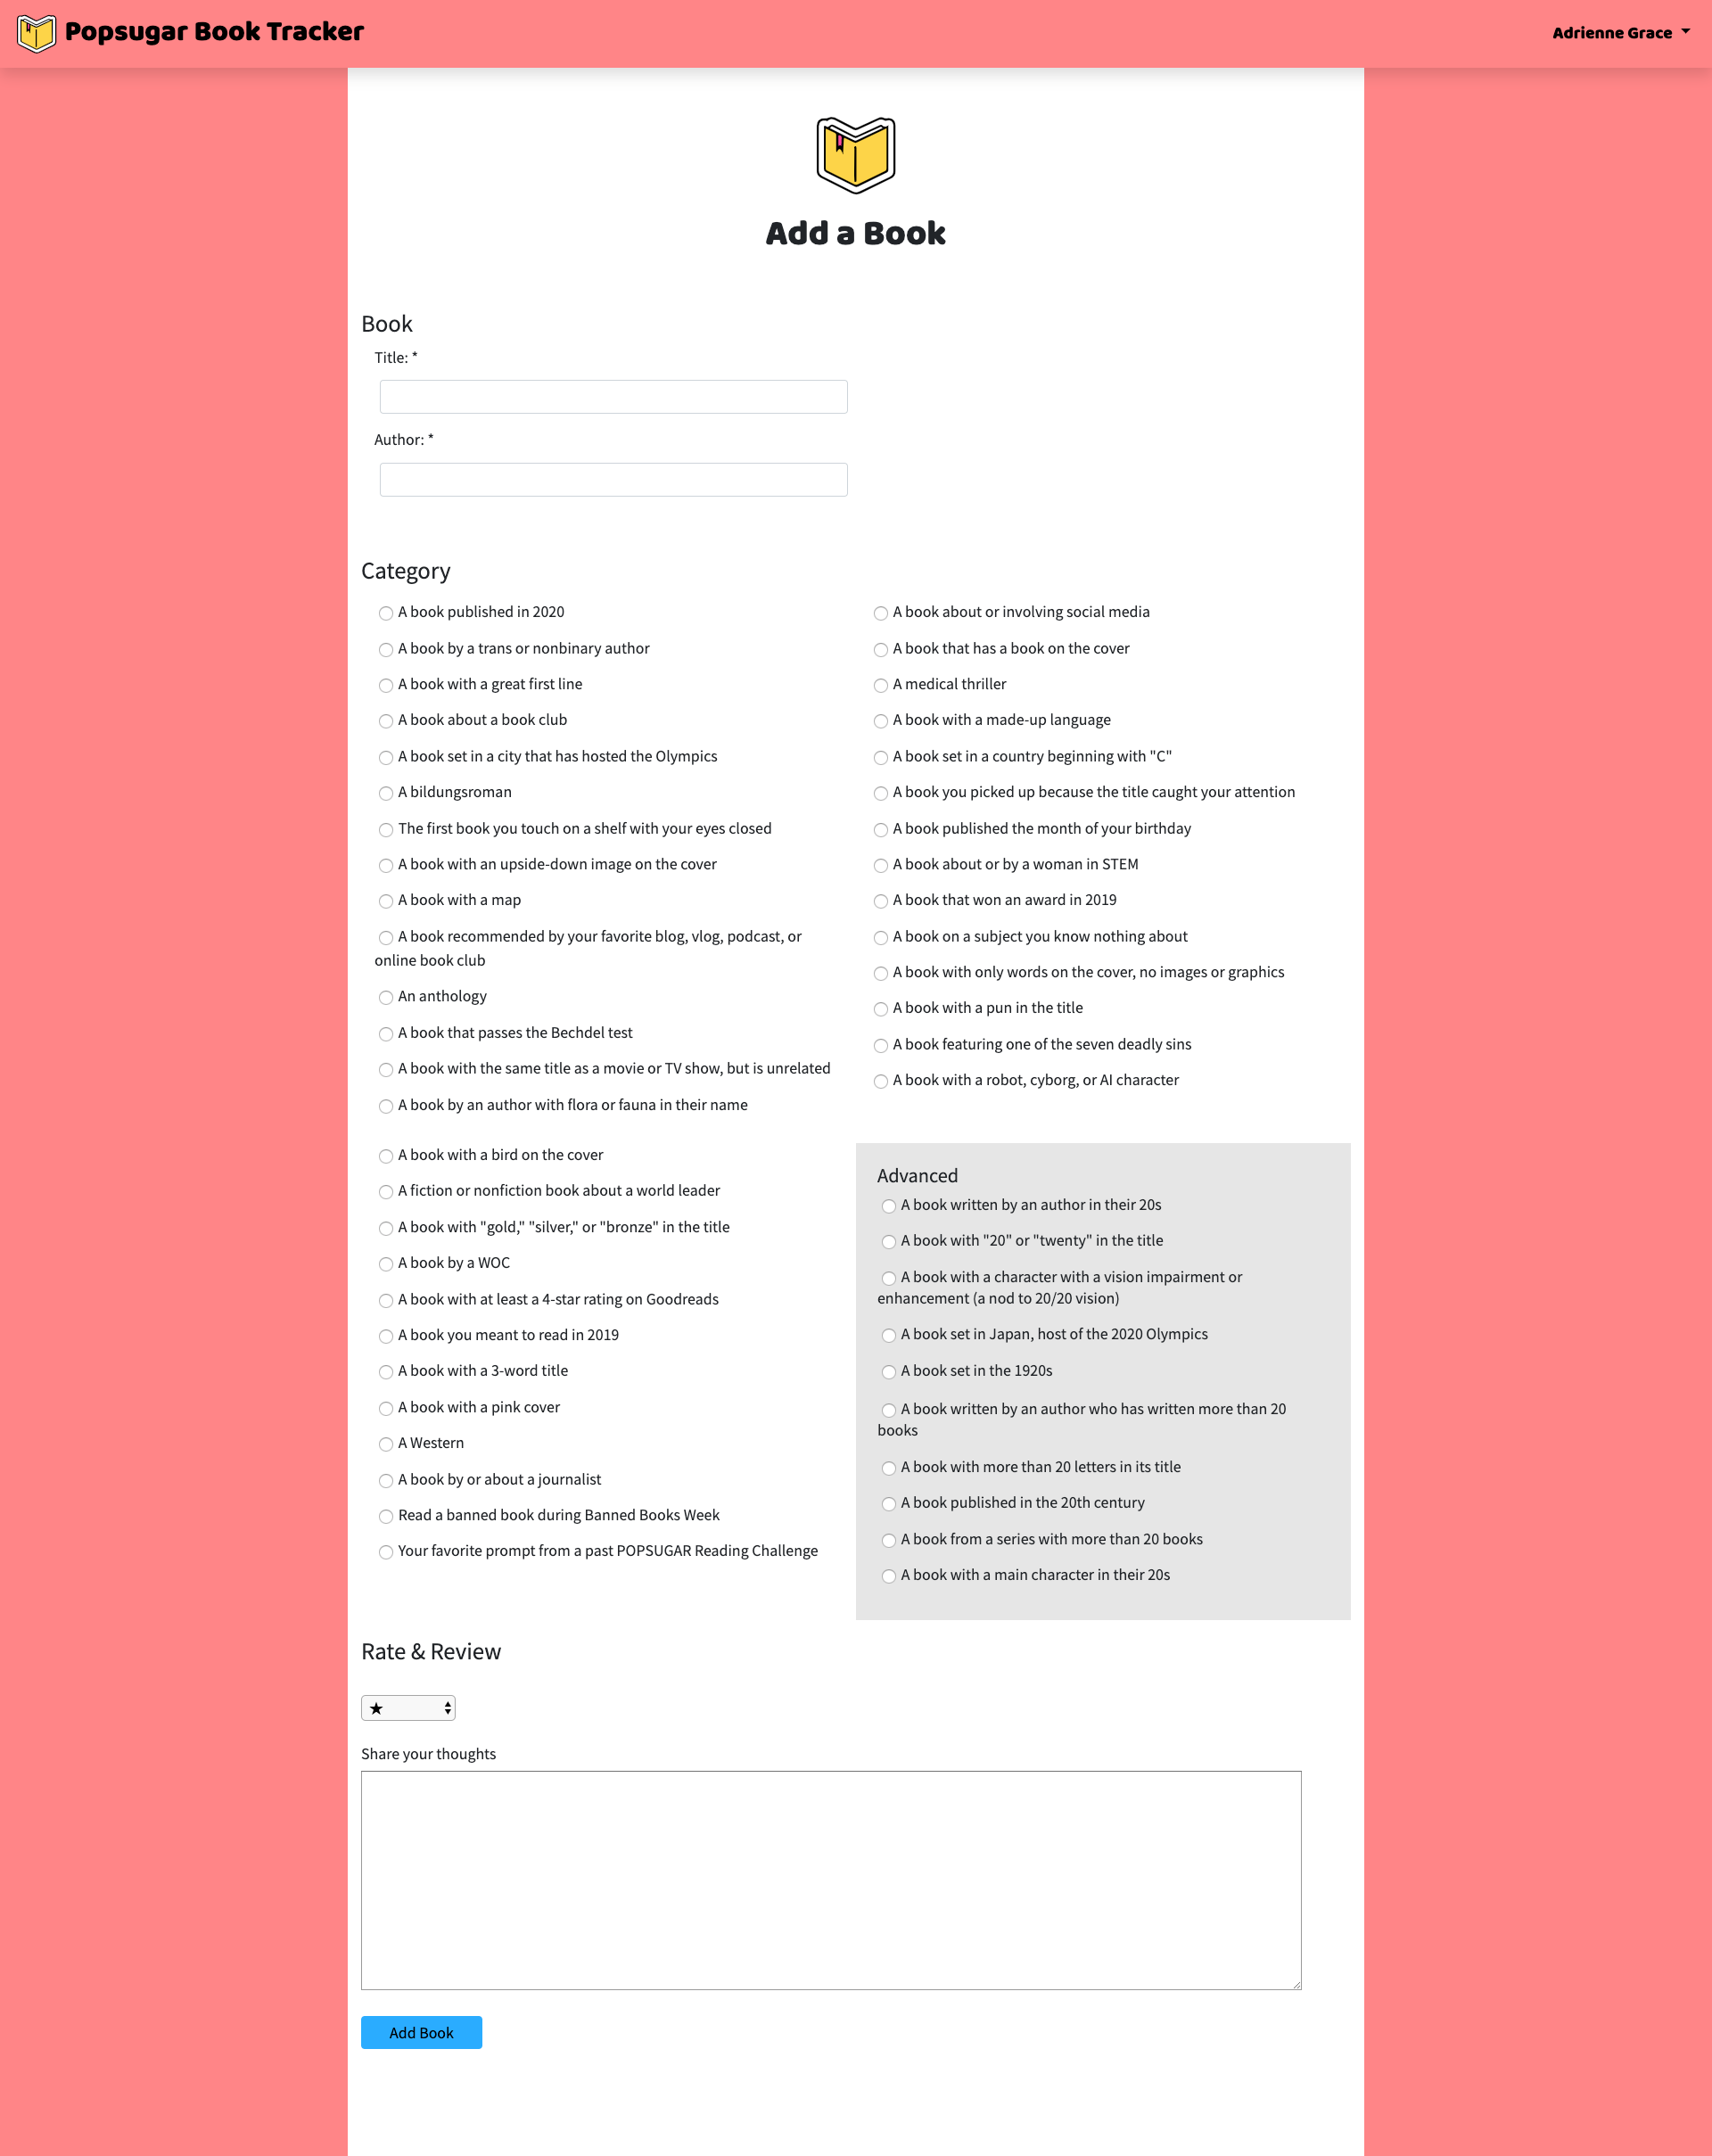 Popsugar Book Tracker
Adrienne Grace
Add a Book
Book
Title: *
Author: *
Category
A book published in 2020
A book by a trans or nonbinary author
A book with a great first line
A book about a book club
A book set in a city that has hosted the Olympics
A bildungsroman
The first book you touch on a shelf with your eyes closed
A book with an upside-down image on the cover
A book with a map
A book recommended by your favorite blog, vlog, podcast, or
online book club
An anthology
A book that passes the Bechdel test
A book with the same title as a movie or TV show, but is unrelated
A book by an author with flora or fauna in their name
A book about or involving social media
A book that has a book on the cover
A medical thriller
A book with a made-up language
A book set in a country beginning with "C"
A book you picked up because the title caught your attention
A book published the month of your birthday
A book about or by a woman in STEM
A book that won an award in 2019
A book on a subject you know nothing about
A book with only words on the cover, no images or graphics
A book with a pun in the title
A book featuring one of the seven deadly sins
A book with a robot, cyborg, or AI character
A book with a bird on the cover
A fiction or nonfiction book about a world leader
A book with "gold," "silver," or "bronze" in the title
A book by a WOC
A book with at least a 4-star rating on Goodreads
A book you meant to read in 2019
A book with a 3-word title
A book with a pink cover
A Western
A book by or about a journalist
Read a banned book during Banned Books Week
Your favorite prompt from a past POPSUGAR Reading Challenge
Advanced
A book written by an author in their 20s
A book with "20" or "twenty" in the title
A book with a character with a vision impairment or
enhancement (a nod to 20/20 vision)
A book set in Japan, host of the 2020 Olympics
A book set in the 1920s
A book written by an author who has written more than 20
books
A book with more than 20 letters in its title
A book published in the 20th century
A book from a series with more than 20 books
A book with a main character in their 20s
Rate & Review
★
Share your thoughts
Add Book